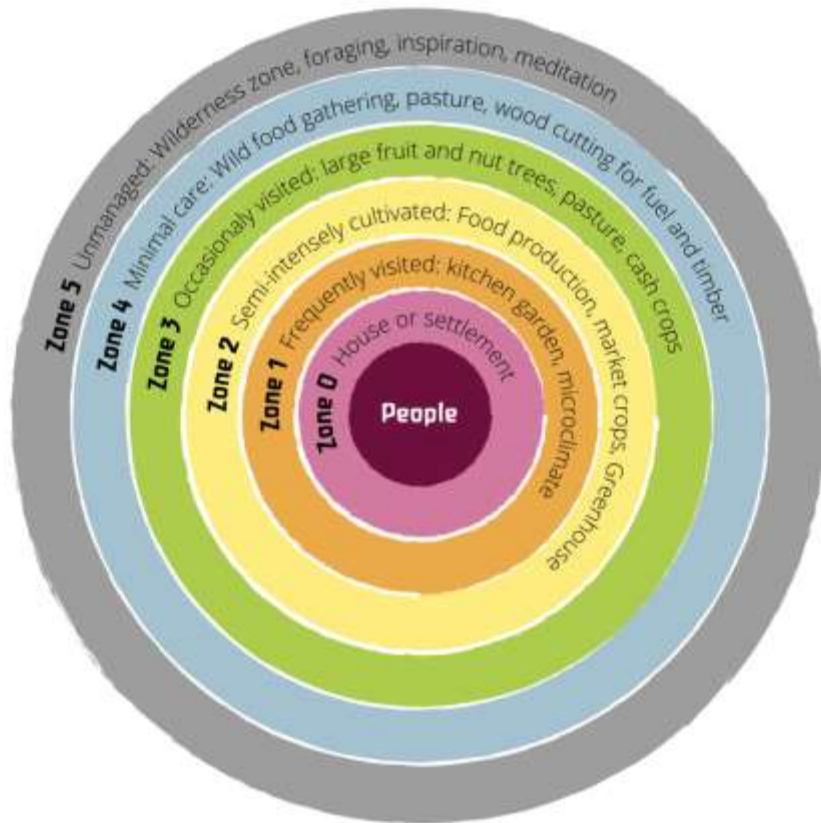 Zone 5 Unmanaged: Wilderness zone, foraging, inspiration, meditation
Zone 4 Minimal care: Wild food gathering, pasture, wood cutting for fuel and timber
Zone 3 Occasionaly visited: large fruit and nut trees, pasture, cash crops
Zone 2 Semi-intensely cultivated: Food production, market crops, Greenhouse
Zone 1 Frequently visited: kitchen garden, microclimate
Zone 0 House or settlement
People